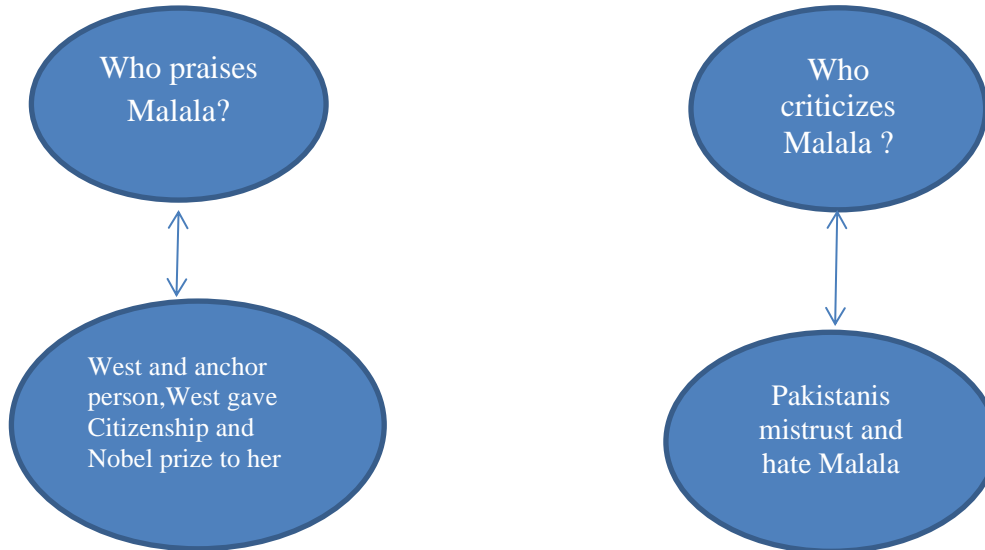 Who praises
Malala?
West and anchor
person,West gave
Citizenship and
Nobel prize to her
Who
criticizes
Malala ?
Pakistanis
mistrust and
hate Malala